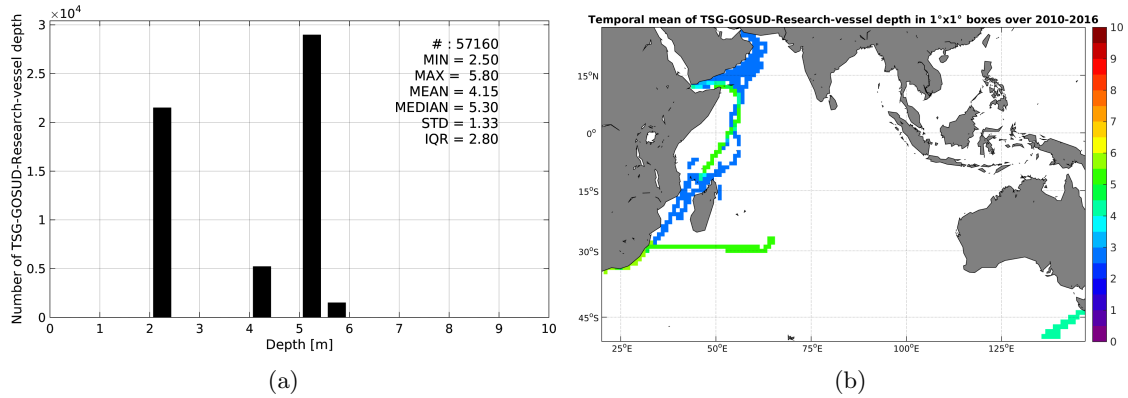 ×10⁴
3
2.5
2
1.5
1
0.5
0
Number of TSG-GOSUD-Research-vessel depth
# : 57160
MIN = 2.50
MAX = 5.80
MEAN = 4.15
MEDIAN = 5.30
STD = 1.33
IQR = 2.80
0 1 2 3 4 5 6 7 8 9 10
Depth [m]
(a)
Temporal mean of TSG-GOSUD-Research-vessel depth in 1°x1° boxes over 2010-2016
15°N
0°
15°S
30°S
45°S
25°E 50°E 75°E 100°E 125°E
10
9
8
7
6
5
4
3
2
1
0
(b)